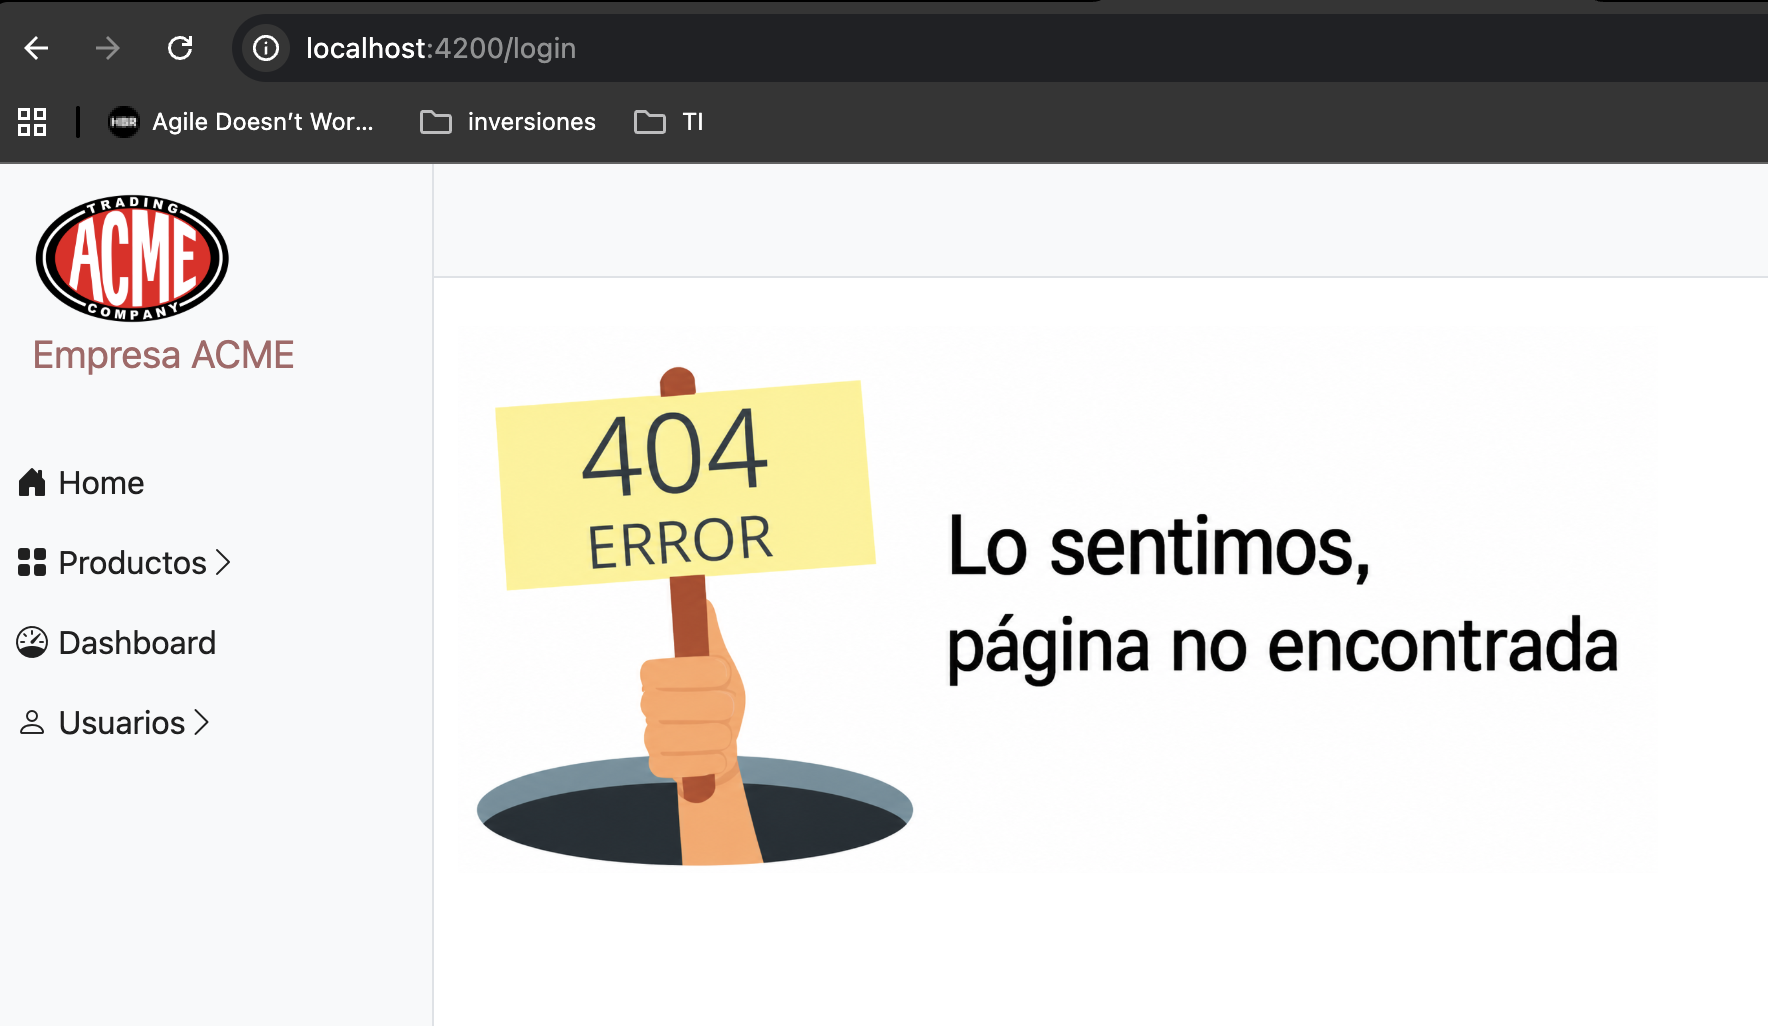 localhost:4200/login
Agile Doesn’t Wor...
inversiones
TI
TRADING
ACME
COMPANY
Empresa ACME
Home
Productos
Dashboard
Usuarios
404
ERROR
Lo sentimos,
página no encontrada